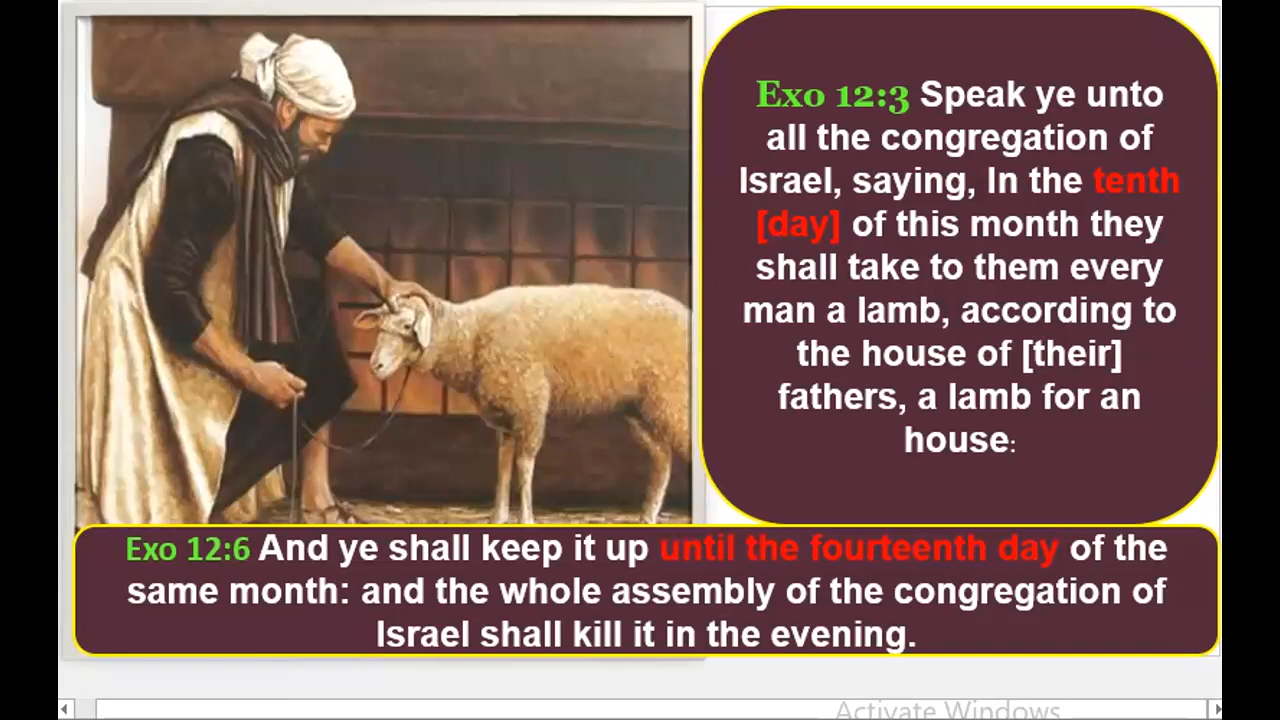 Exo 12:3 Speak ye unto
all the congregation of
Israel, saying, In the tenth
[day] of this month they
shall take to them every
man a lamb, according to
the house of [their]
fathers, a lamb for an
house:
Exo 12:6 And ye shall keep it up until the fourteenth day of the
same month: and the whole assembly of the congregation of
Israel shall kill it in the evening.
Activate Windows